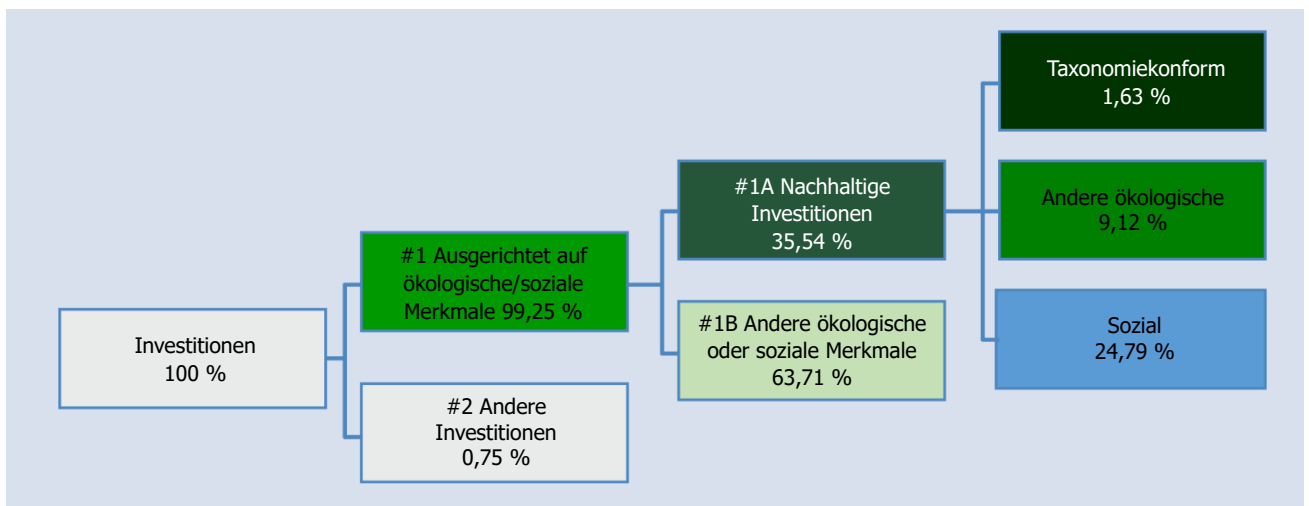 Investitionen
100 %
#1 Ausgerichtet auf
ökologische/soziale
Merkmale 99,25 %
#2 Andere
Investitionen
0,75 %
#1A Nachhaltige
Investitionen
35,54 %
#1B Andere ökologische
oder soziale Merkmale
63,71 %
Taxonomiekonform
1,63 %
Andere ökologische
9,12 %
Sozial
24,79 %